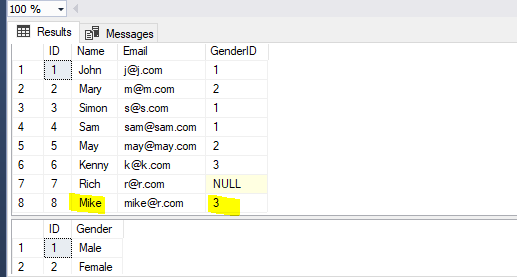 100 %
Results Messages
ID Name Email GenderID
1 1 John j@j.com 1
2 2 Mary m@m.com 2
3 3 Simon s@s.com 1
4 4 Sam sam@sam.com 1
5 5 May may@may.com 2
6 6 Kenny k@k.com 3
7 7 Rich r@r.com NULL
8 8 Mike mike@r.com 3
ID Gender
1 1 Male
2 2 Female